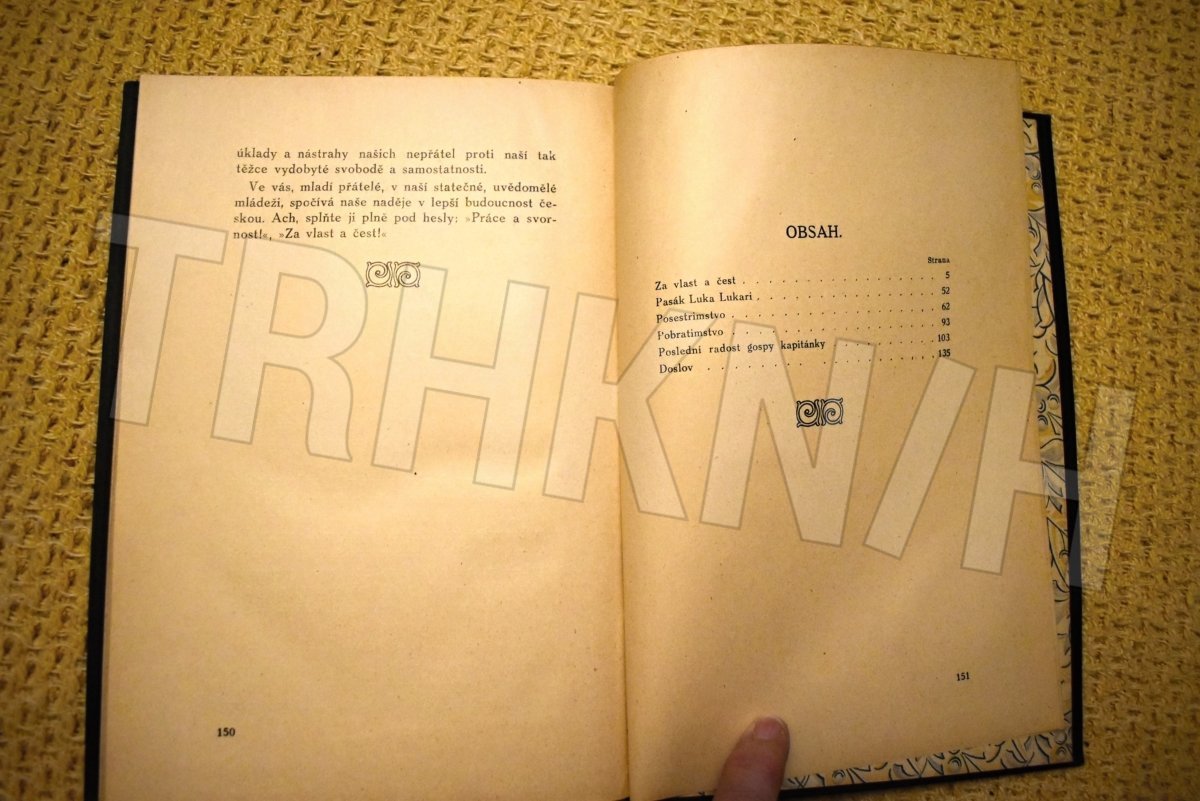 úklady a nástrahy našich nepřátel proti naší tak
těžce vydobyté svobodě a samostatnosti.
Ve vás, mladí přátelé, v naší statečné, uvědomělé
mládeži, spočívá naše naděje v lepší budoucnost če-
skou. Ach, splňte ji plně pod hesly: »Práce a svor-
nost!«, »Za vlast a čest!«
150
OBSAH.
Strana
Za vlast a čest . . . . . . . . . . . . . . 5
Pasák Luka Lukari . . . . . . . . . . . . . 52
Posestrimstvo . . . . . . . . . . . . . . 62
Pobratimstvo . . . . . . . . . . . . . . 93
Poslední radost gospy kapitánky . . . . . . . . 103
Doslov . . . . . . . . . . . . . . . . 135
151
TRHKNIH